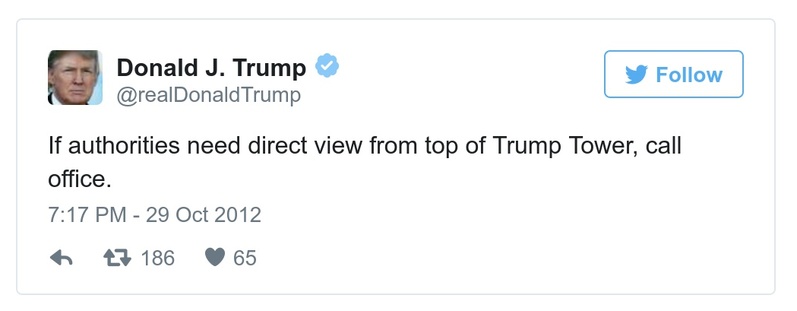 Donald J. Trump
@realDonaldTrump
Follow
If authorities need direct view from top of Trump Tower, call
office.
7:17 PM - 29 Oct 2012
186 65